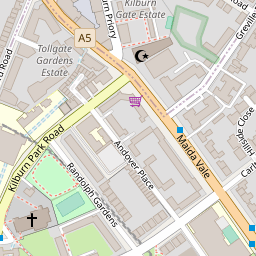 Kilburn
Gate Estate
Kilburn Priory
Greville
Road
Tollgate
Gardens
Estate
A5
Kilburn Park Road
Maida Vale
Hillside Close
Andover Place
Randolph Gardens